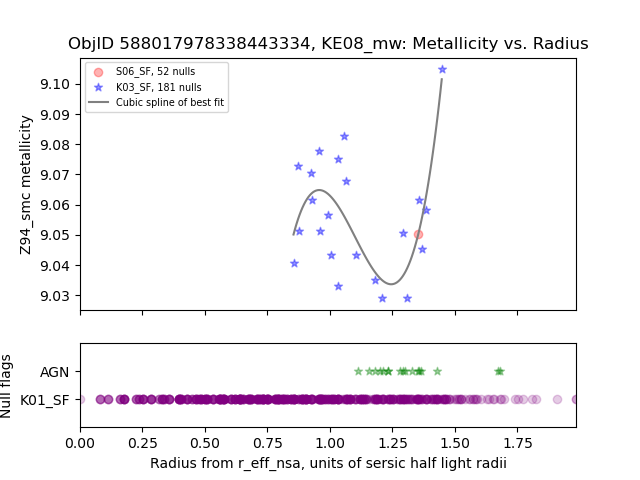 ObjID 588017978338443334, KE08_mw: Metallicity vs. Radius
S06_SF, 52 nulls
K03_SF, 181 nulls
Cubic spline of best fit
Z94_smc metallicity
9.10
9.09
9.08
9.07
9.06
9.05
9.04
9.03
Null flags
AGN
K01_SF
0.00 0.25 0.50 0.75 1.00 1.25 1.50 1.75
Radius from r_eff_nsa, units of sersic half light radii